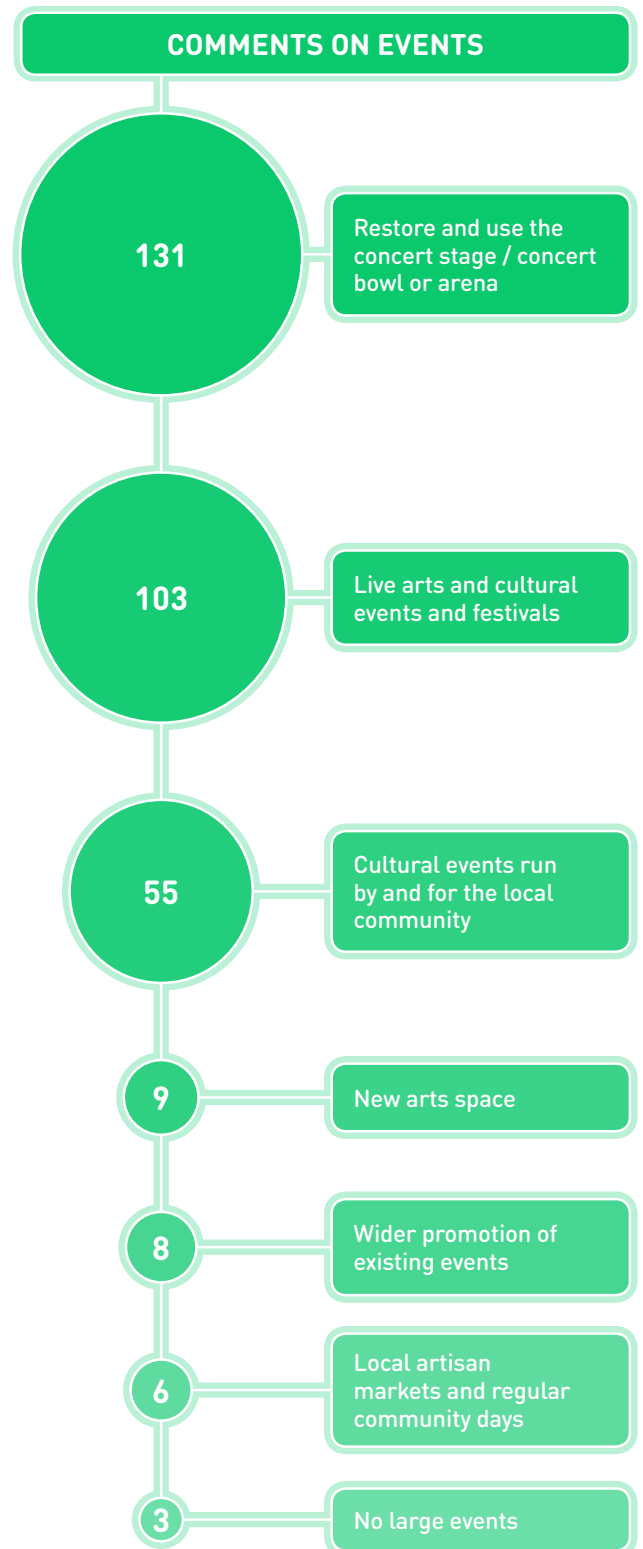 COMMENTS ON EVENTS
131
Restore and use the
concert stage / concert
bowl or arena
103
Live arts and cultural
events and festivals
55
Cultural events run
by and for the local
community
9
New arts space
8
Wider promotion of
existing events
6
Local artisan
markets and regular
community days
3
No large events